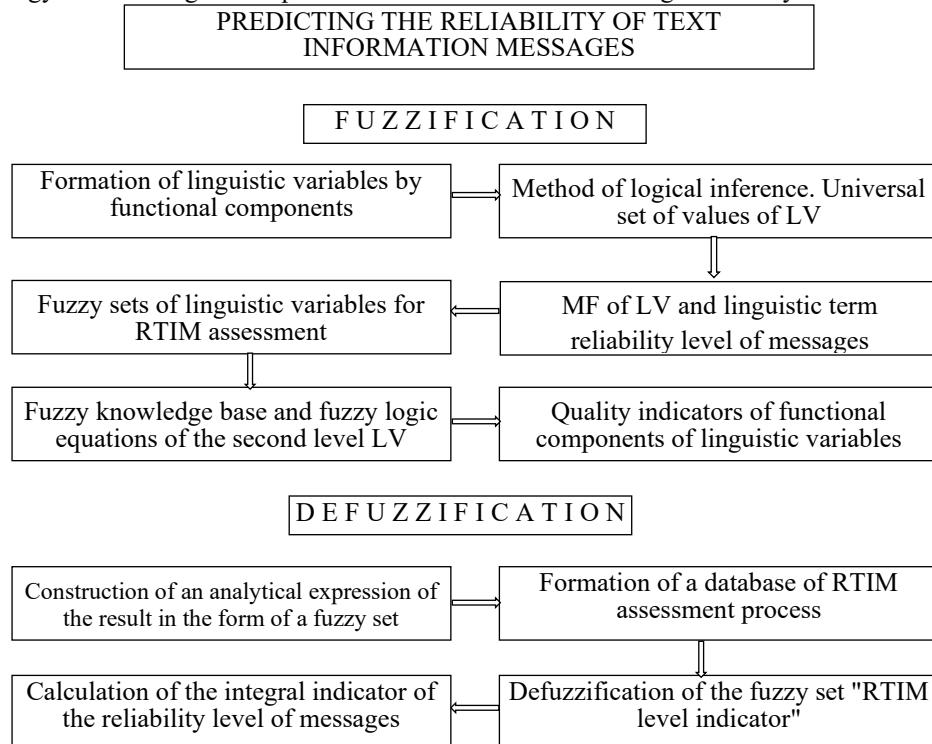 PREDICTING THE RELIABILITY OF TEXT
INFORMATION MESSAGES
F U Z Z I F I C A T I O N
Formation of linguistic variables by
functional components
Method of logical inference. Universal
set of values of LV
Fuzzy sets of linguistic variables for
RTIM assessment
MF of LV and linguistic term
reliability level of messages
Fuzzy knowledge base and fuzzy logic
equations of the second level LV
Quality indicators of functional
components of linguistic variables
D E F U Z Z I F I C A T I O N
Construction of an analytical expression of
the result in the form of a fuzzy set
Formation of a database of RTIM
assessment process
Calculation of the integral indicator of
the reliability level of messages
Defuzzification of the fuzzy set "RTIM
level indicator"